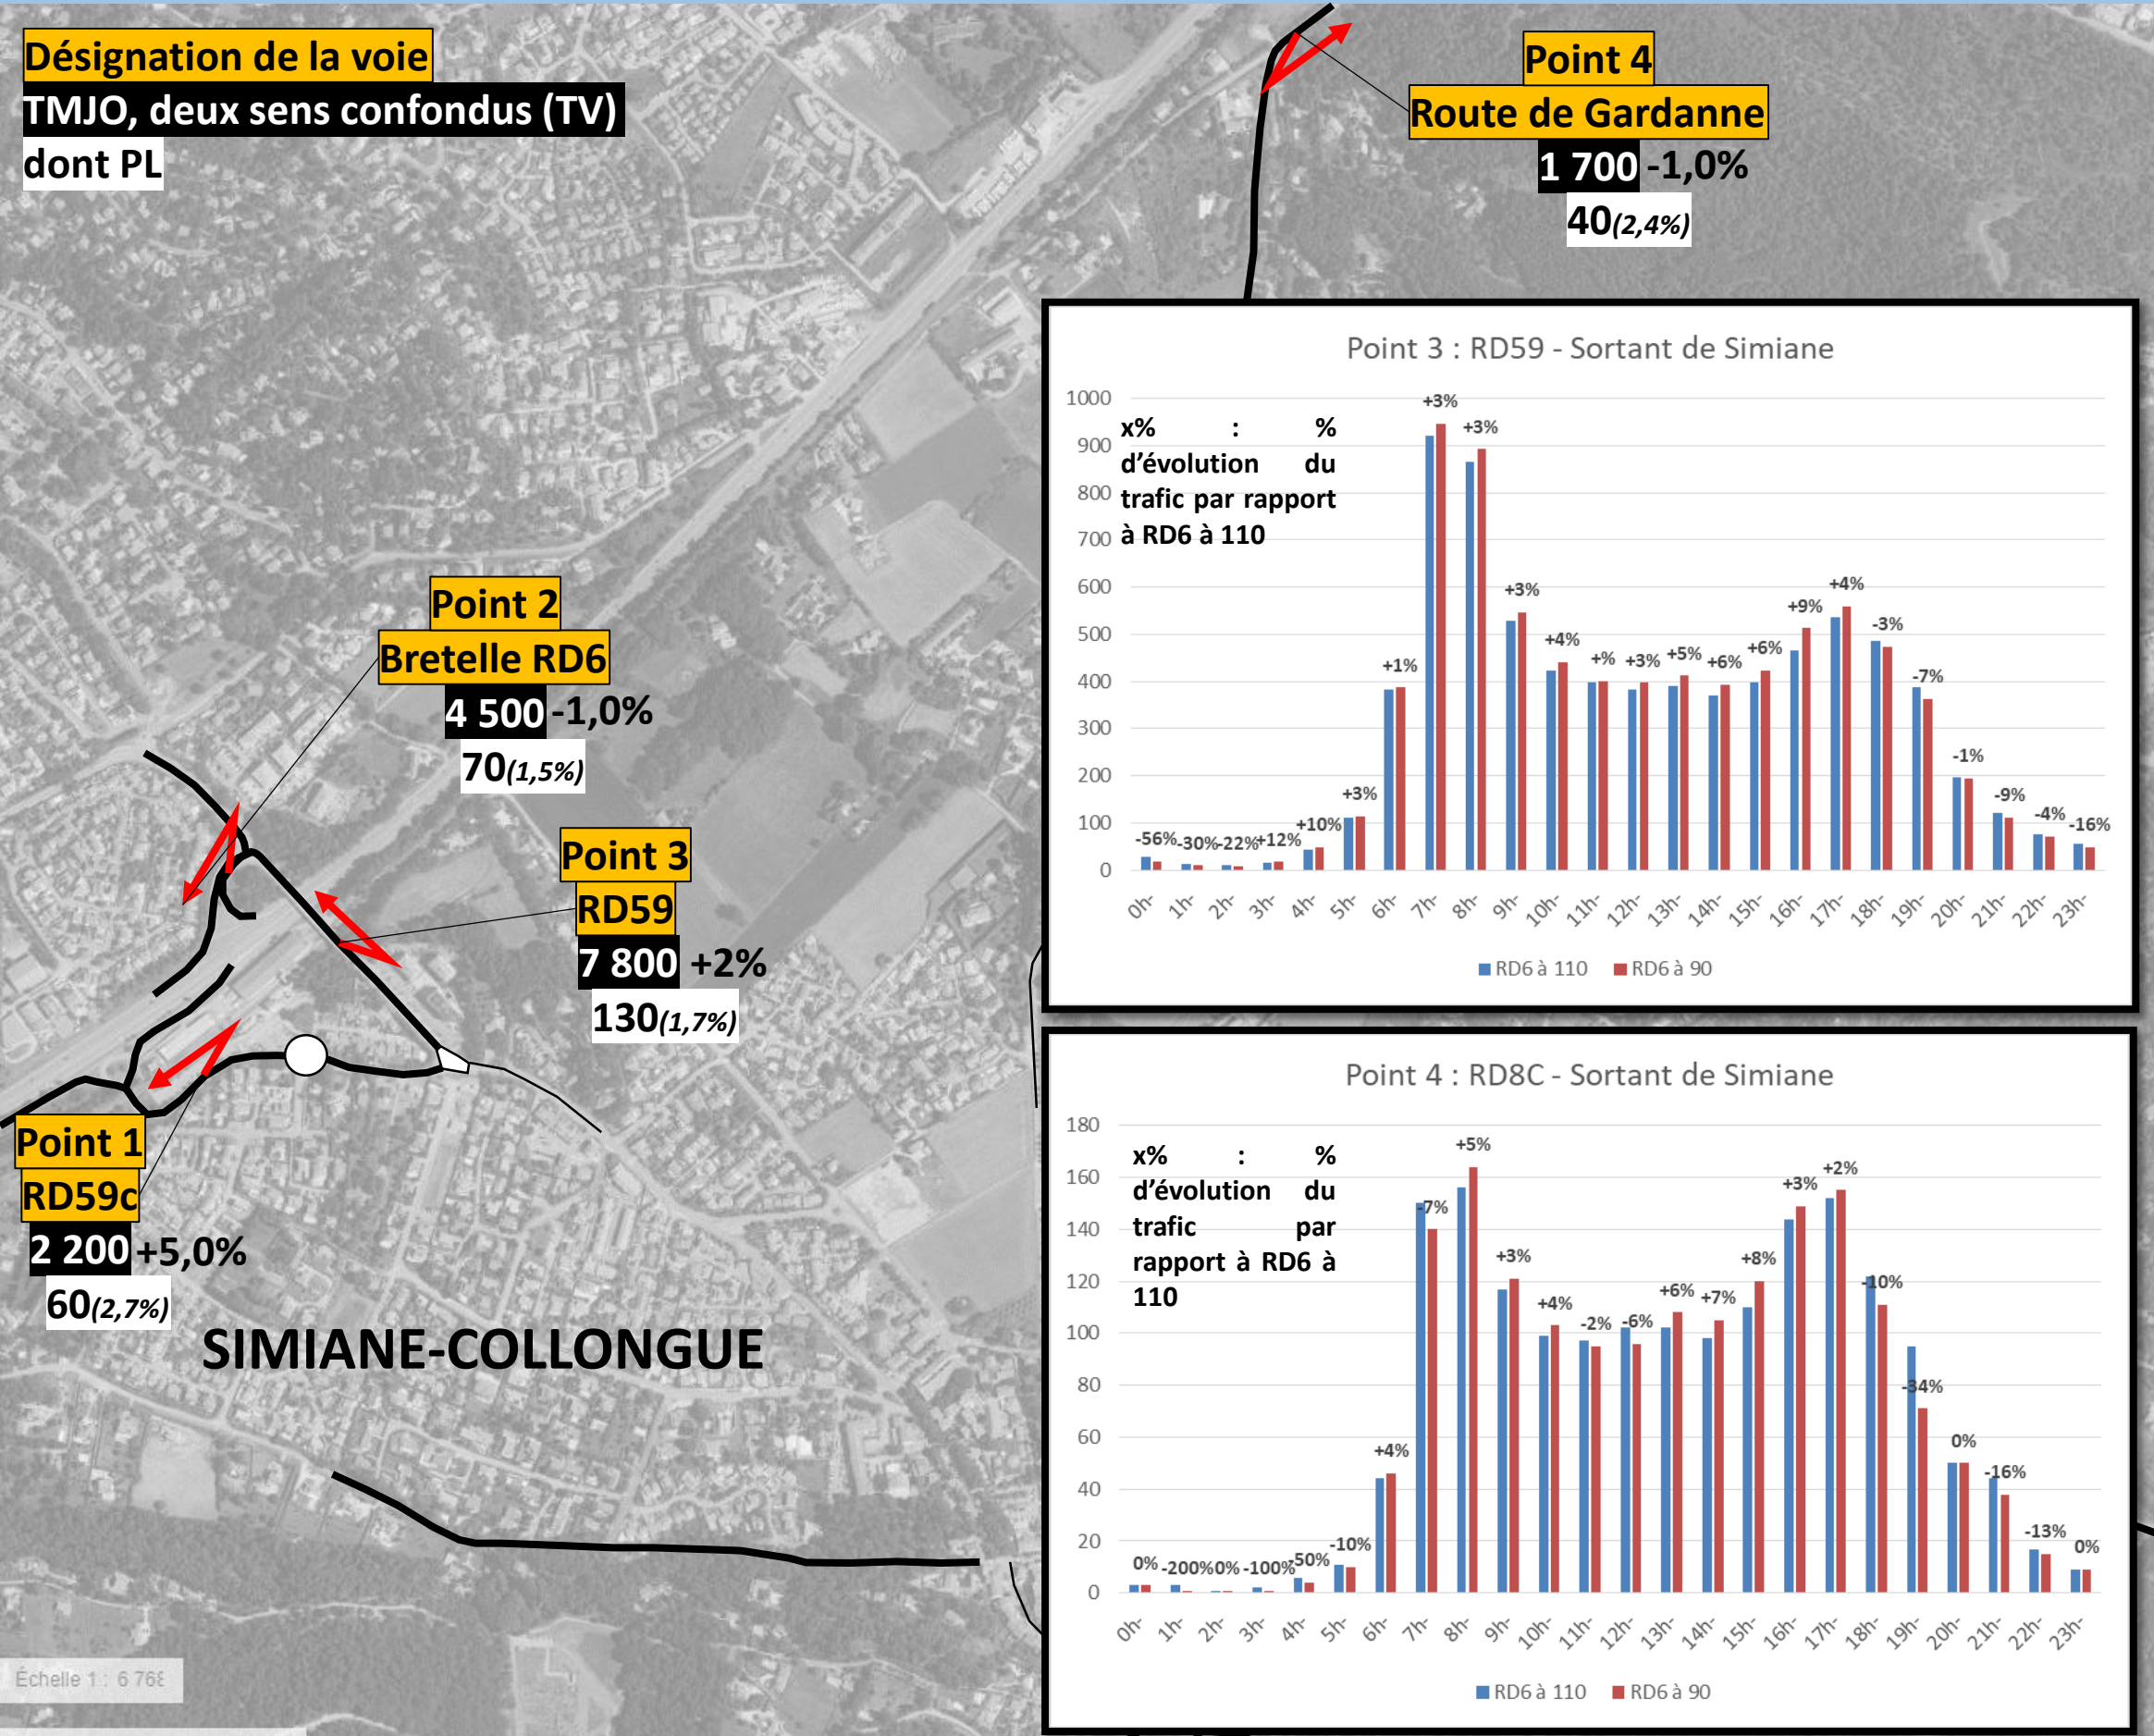 Désignation de la voie
TMJO, deux sens confondus (TV)
dont PL
Point 4
Route de Gardanne
1 700 -1,0%
40(2,4%)
Point 2
Bretelle RD6
4 500 -1,0%
70(1,5%)
Point 3
RD59
7 800 +2%
130(1,7%)
Point 1
RD59c
2 200 +5,0%
60(2,7%)
SIMIANE-COLLONGUE
Échelle 1 : 6 768
Point 3 : RD59 - Sortant de Simiane
x% : %
d'évolution du
trafic par rapport
à RD6 à 110
1000
900
800
700
600
500
400
300
200
100
0
-56% -30% -22% +12% +10% +3% +1% +3% +3% +3% +4% +% +3% +5% +6% +6% +9% +4% -3% -7% -1% -9% -4% -16%
0h- 1h- 2h- 3h- 4h- 5h- 6h- 7h- 8h- 9h- 10h- 11h- 12h- 13h- 14h- 15h- 16h- 17h- 18h- 19h- 20h- 21h- 22h- 23h-
RD6 à 110 RD6 à 90
Point 4 : RD8C - Sortant de Simiane
x% : %
d'évolution du
trafic par
rapport à RD6 à
110
180
160
140
120
100
80
60
40
20
0
0% -200% 0% -100% -50% -10% +4% -7% +5% +3% +4% -2% -6% +6% +7% +8% +3% +2% -10% -34% 0% -16% -13% 0%
0h- 1h- 2h- 3h- 4h- 5h- 6h- 7h- 8h- 9h- 10h- 11h- 12h- 13h- 14h- 15h- 16h- 17h- 18h- 19h- 20h- 21h- 22h- 23h-
RD6 à 110 RD6 à 90